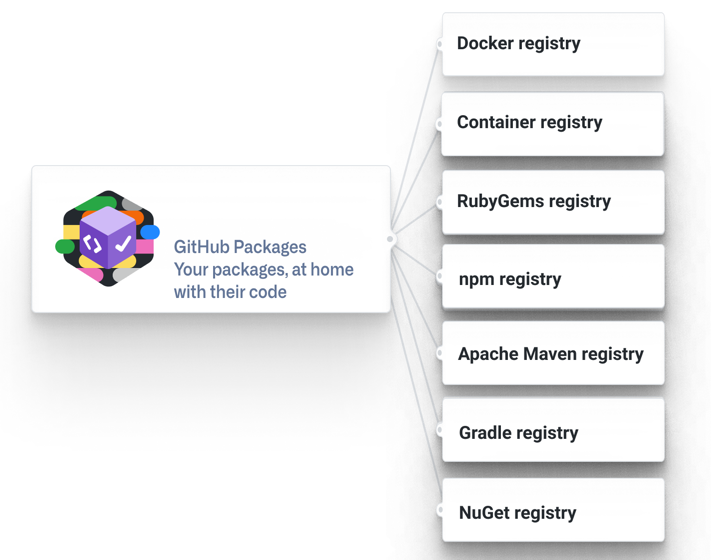 GitHub Packages
Your packages, at home
with their code
Docker registry
Container registry
RubyGems registry
npm registry
Apache Maven registry
Gradle registry
NuGet registry